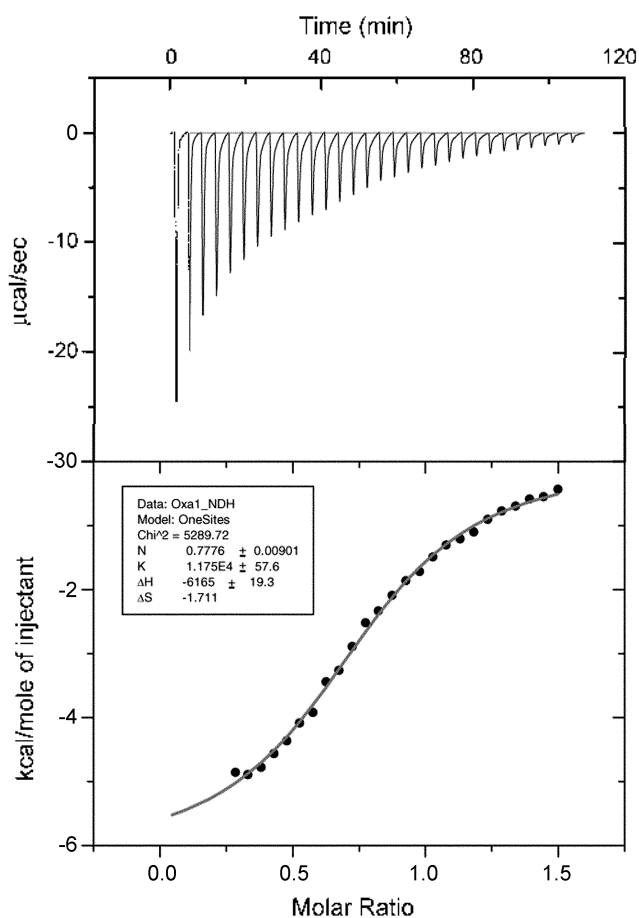 Time (min)
0 40 80 120
0
-10
-20
-30
μcal/sec
Data: Oxa1_NDH
Model: OneSites
Chi^2 = 5289.72
N 0.7776 ± 0.00901
K 1.175E4 ± 57.6
ΔH -6165 ± 19.3
ΔS -1.711
-2
-4
-6
kcal/mole of injectant
0.0 0.5 1.0 1.5
Molar Ratio